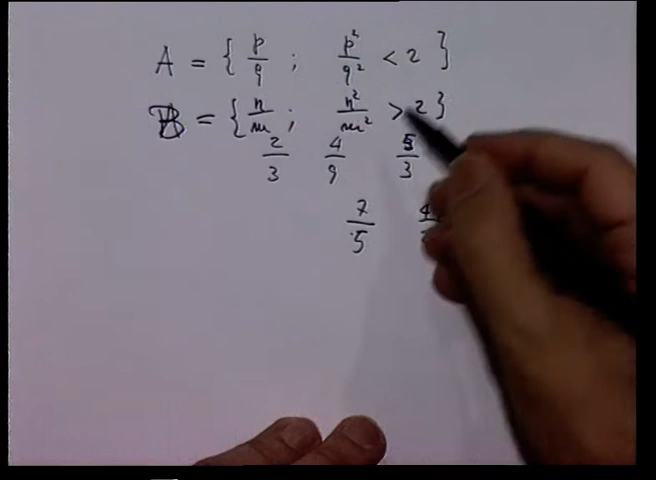 A = { p/q ; p²/q² < 2 }
B = { n/m ; n²/m² > 2 }
2/3 4/9 5/3
7/5